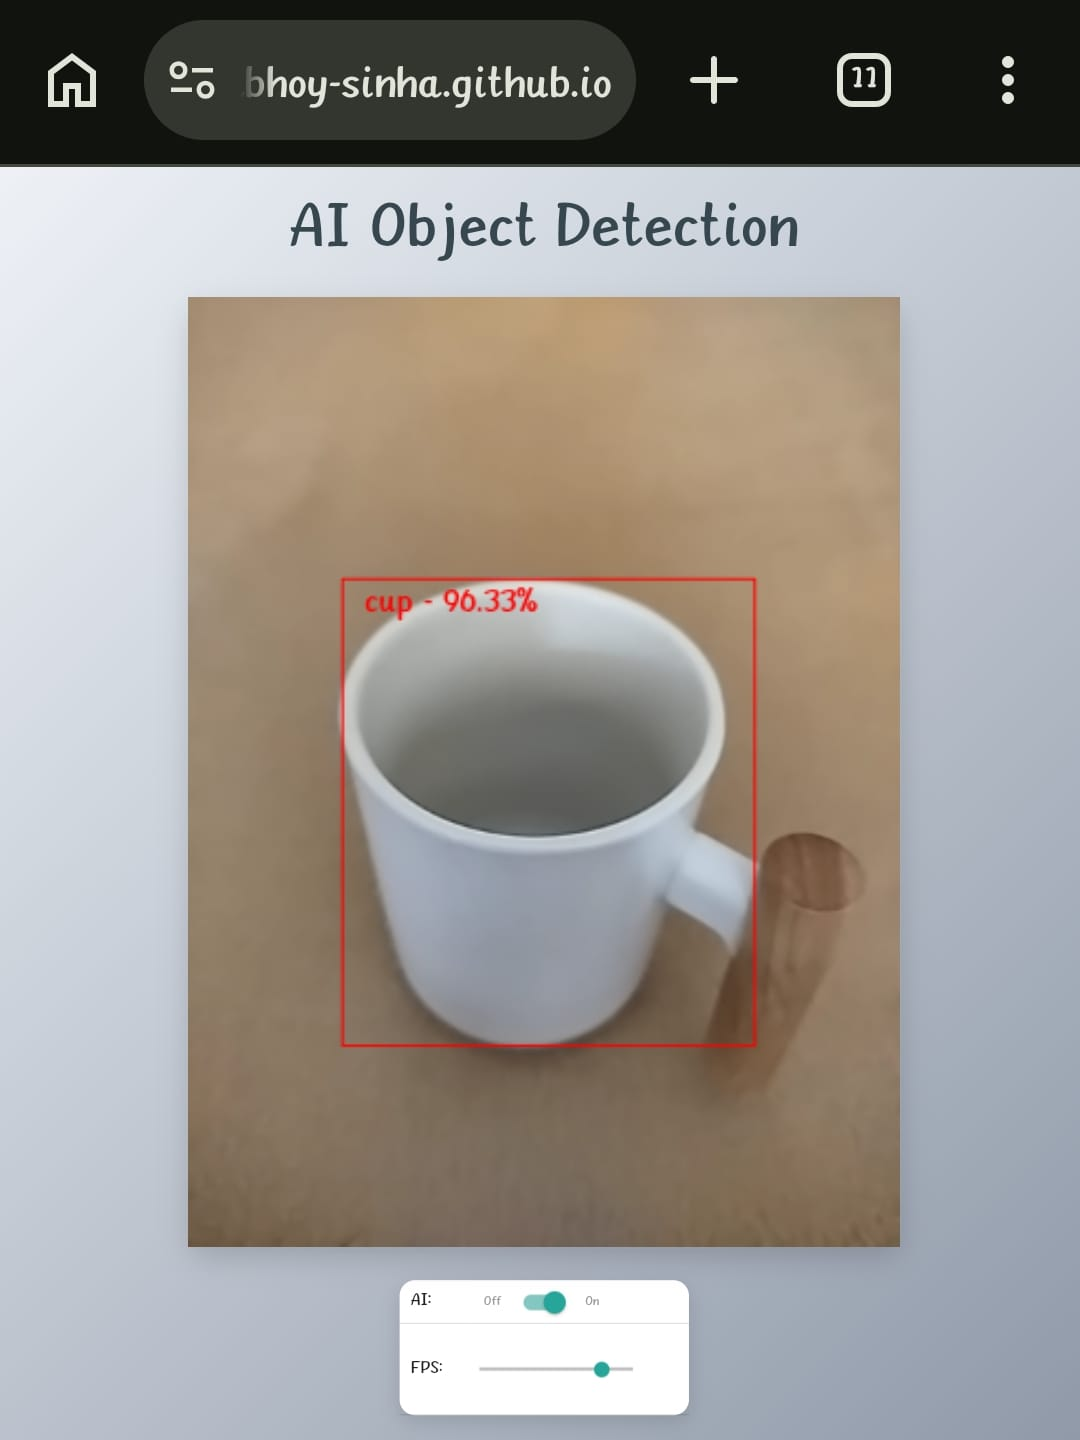 bhoy-sinha.github.io
11
AI Object Detection
cup - 96.33%
AI: Off On
FPS: